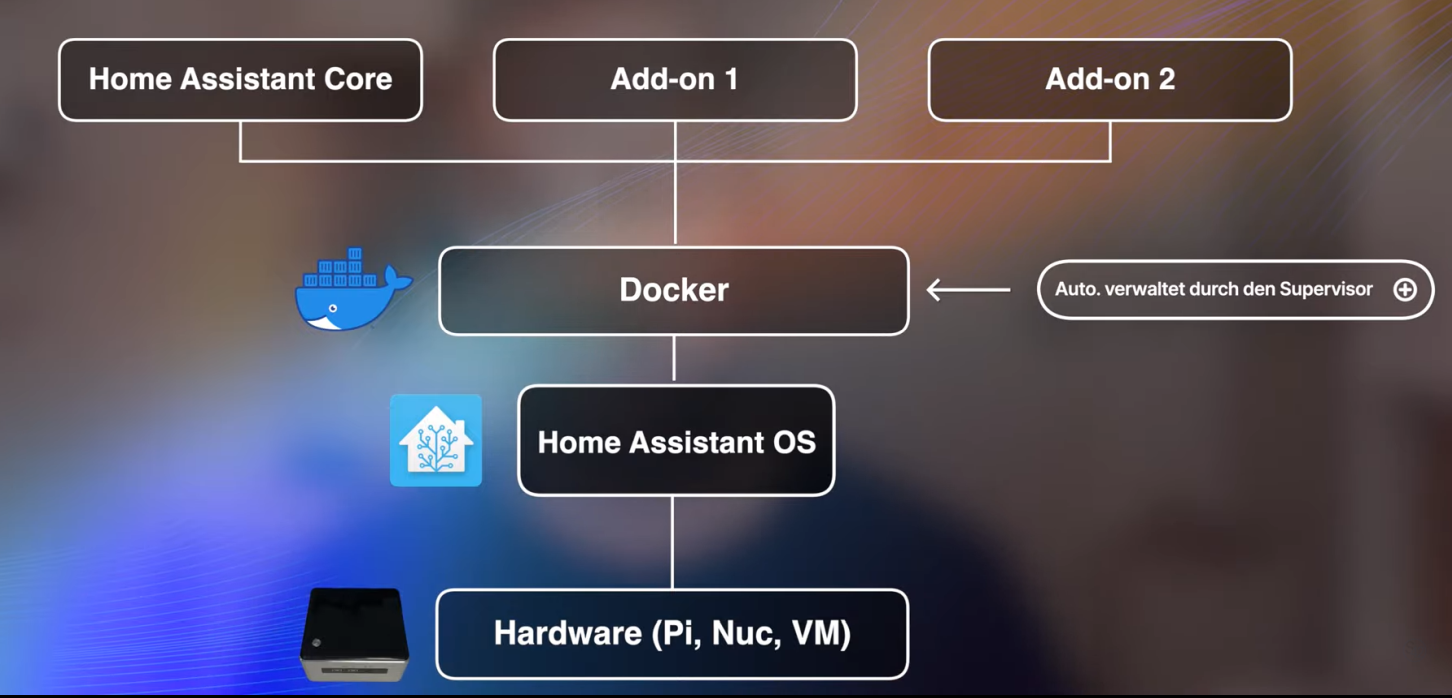 Home Assistant Core
Add-on 1
Add-on 2
Docker
Auto. verwaltet durch den Supervisor
Home Assistant OS
Hardware (Pi, Nuc, VM)